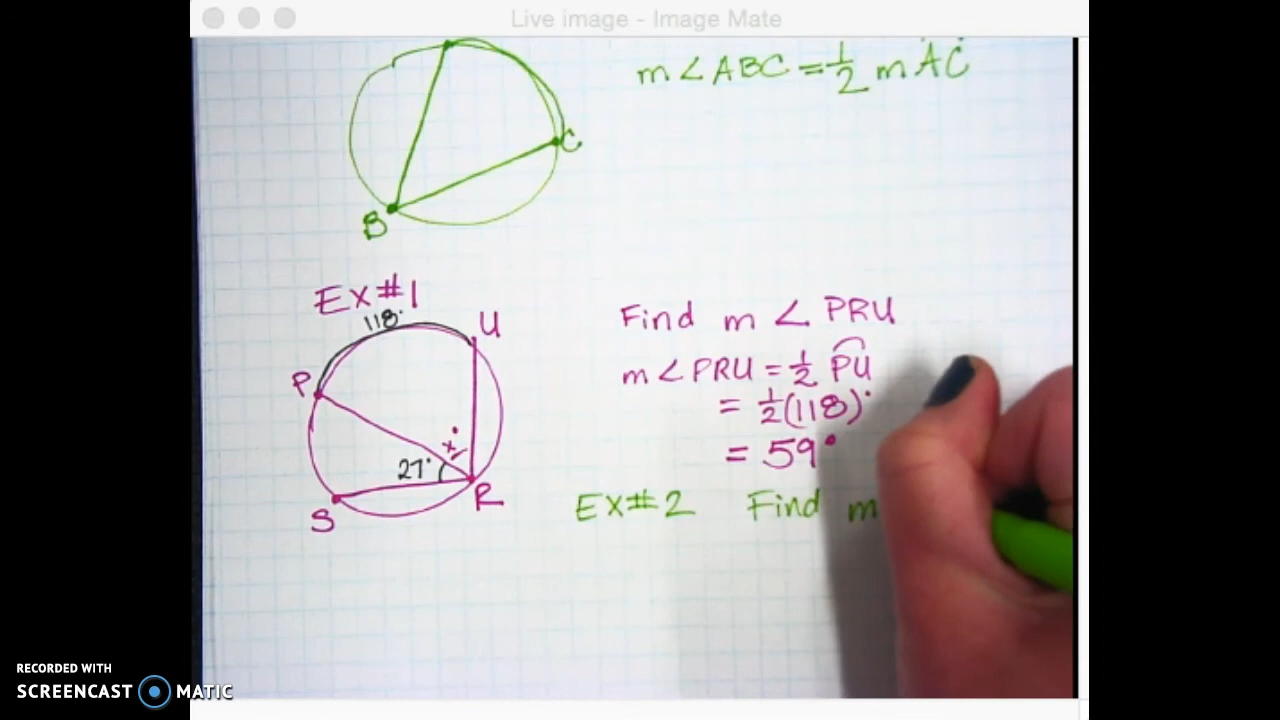 Live image - Image Mate
m∠ABC = 1/2 mAC
C
B
Ex#1
118°
U
P
x°
27°
S
R
Find m ∠ PRU
m∠PRU = 1/2 P͡U
= 1/2(118)°
= 59°
Ex#2 Find m
RECORDED WITH
SCREENCAST MATIC